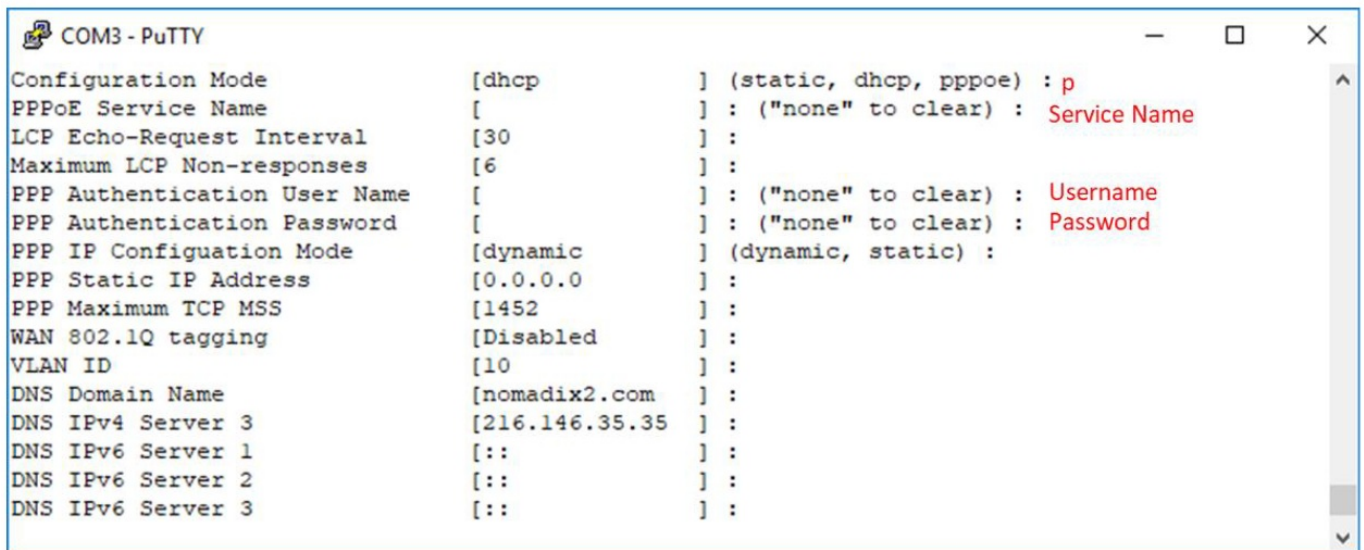 COM3 - PuTTY
Configuration Mode [dhcp ] (static, dhcp, pppoe) : p
PPPoE Service Name [ ] : ("none" to clear) : Service Name
LCP Echo-Request Interval [30 ] :
Maximum LCP Non-responses [6 ] :
PPP Authentication User Name [ ] : ("none" to clear) : Username
PPP Authentication Password [ ] : ("none" to clear) : Password
PPP IP Configuation Mode [dynamic ] (dynamic, static) :
PPP Static IP Address [0.0.0.0 ] :
PPP Maximum TCP MSS [1452 ] :
WAN 802.1Q tagging [Disabled ] :
VLAN ID [10 ] :
DNS Domain Name [nomadix2.com ] :
DNS IPv4 Server 3 [216.146.35.35 ] :
DNS IPv6 Server 1 [:: ] :
DNS IPv6 Server 2 [:: ] :
DNS IPv6 Server 3 [:: ] :